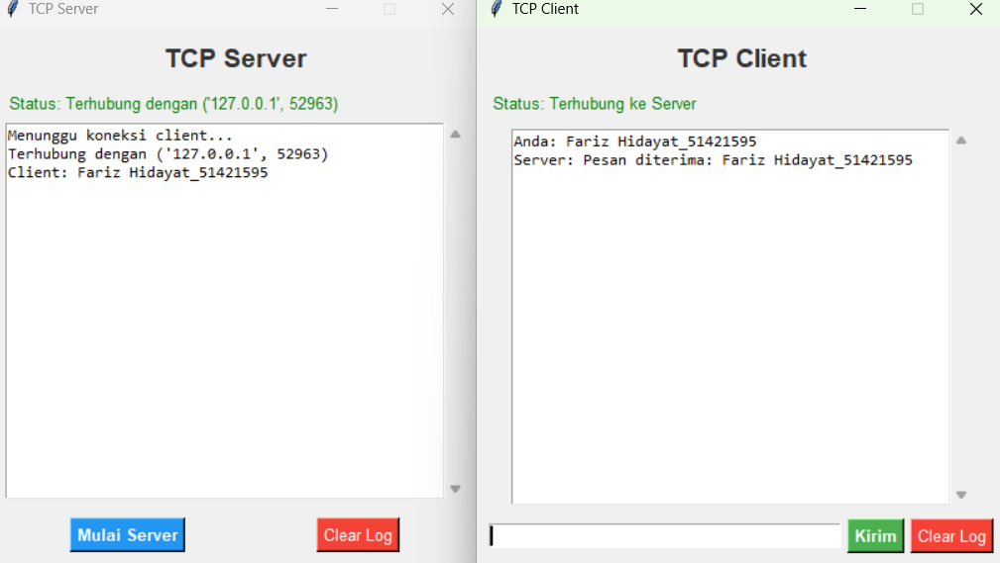 TCP Server
TCP Server
Status: Terhubung dengan ('127.0.0.1', 52963)
Menunggu koneksi client...
Terhubung dengan ('127.0.0.1', 52963)
Client: Fariz Hidayat_51421595
Mulai Server
Clear Log
TCP Client
TCP Client
Status: Terhubung ke Server
Anda: Fariz Hidayat_51421595
Server: Pesan diterima: Fariz Hidayat_51421595
Kirim
Clear Log